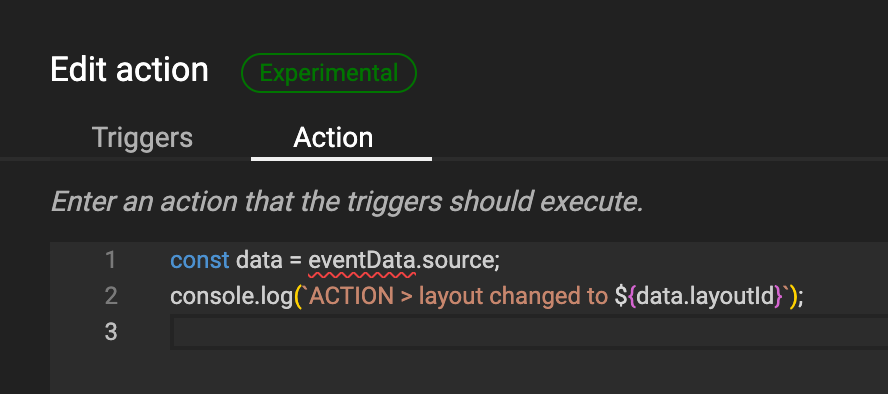 Edit action
Experimental
Triggers
Action
Enter an action that the triggers should execute.
1 const data = eventData.source;
2 console.log(`ACTION > layout changed to ${data.layoutId}`);
3